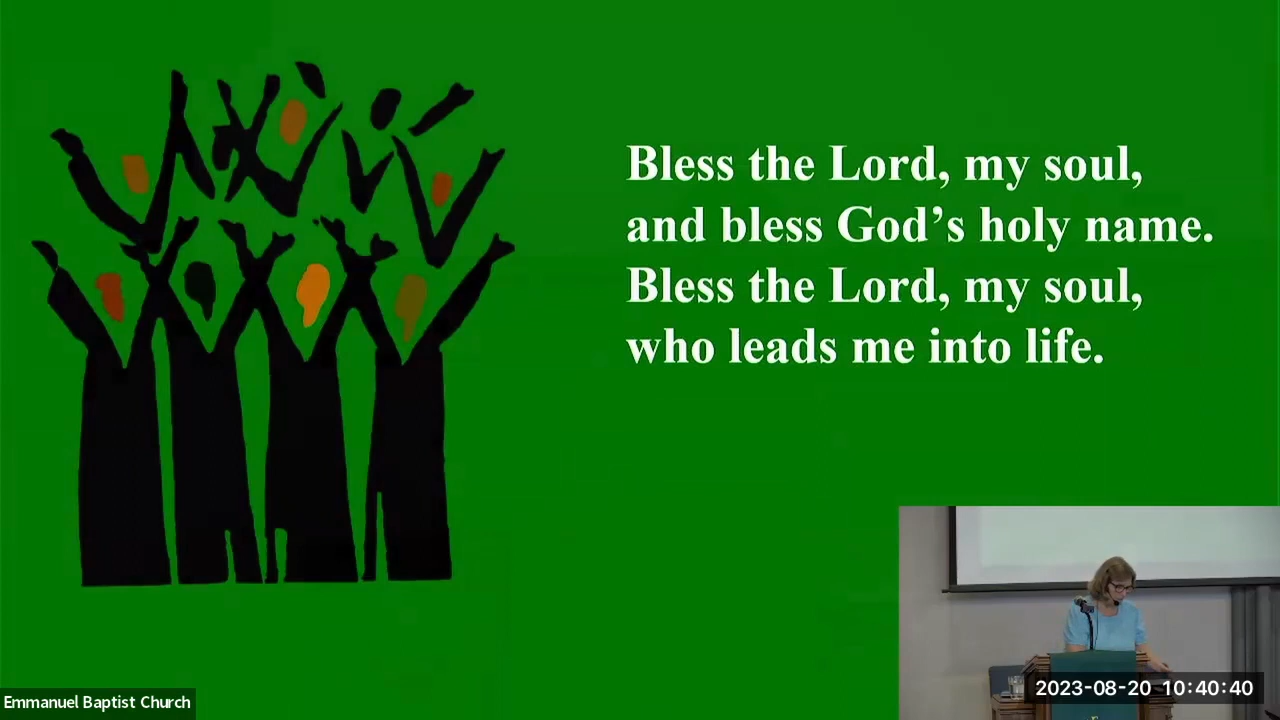 Bless the Lord, my soul,
and bless God’s holy name.
Bless the Lord, my soul,
who leads me into life.
Emmanuel Baptist Church
2023-08-20 10:40:40